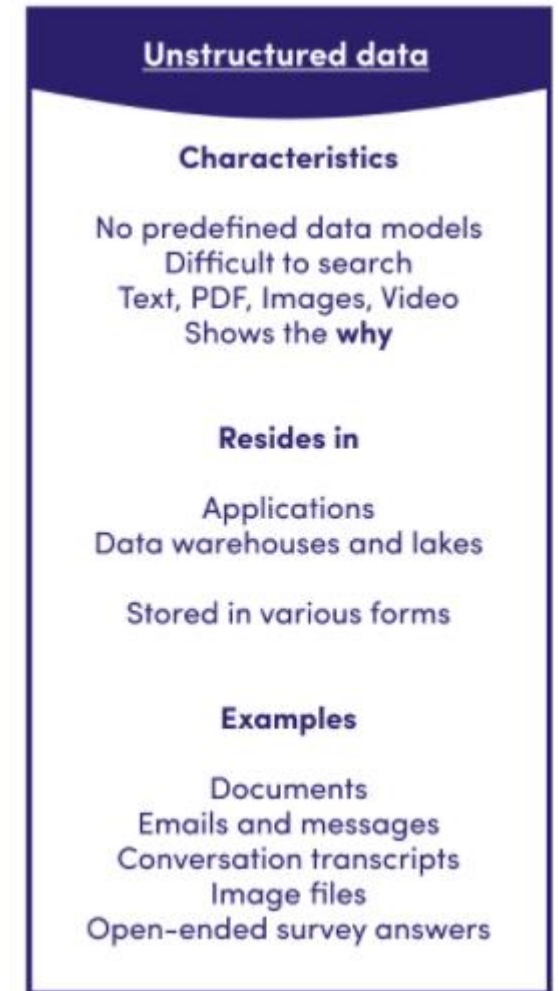 Unstructured data
Characteristics
No predefined data models
Difficult to search
Text, PDF, Images, Video
Shows the why
Resides in
Applications
Data warehouses and lakes
Stored in various forms
Examples
Documents
Emails and messages
Conversation transcripts
Image files
Open-ended survey answers